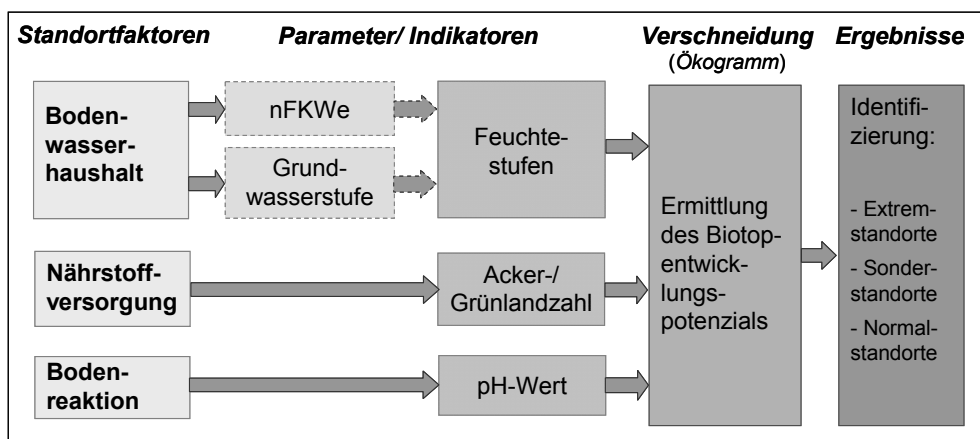 Standortfaktoren
Parameter/ Indikatoren
Verschneidung
(Ökogramm)
Ergebnisse
Boden-
wasser-
haushalt
nFKWe
Grund-
wasserstufe
Feuchte-
stufen
Nährstoff-
versorgung
Acker-/
Grünlandzahl
Boden-
reaktion
pH-Wert
Ermittlung
des Biotop-
entwick-
lungs-
potenzials
Identifi-
zierung:
- Extrem-
standorte
- Sonder-
standorte
- Normal-
standorte